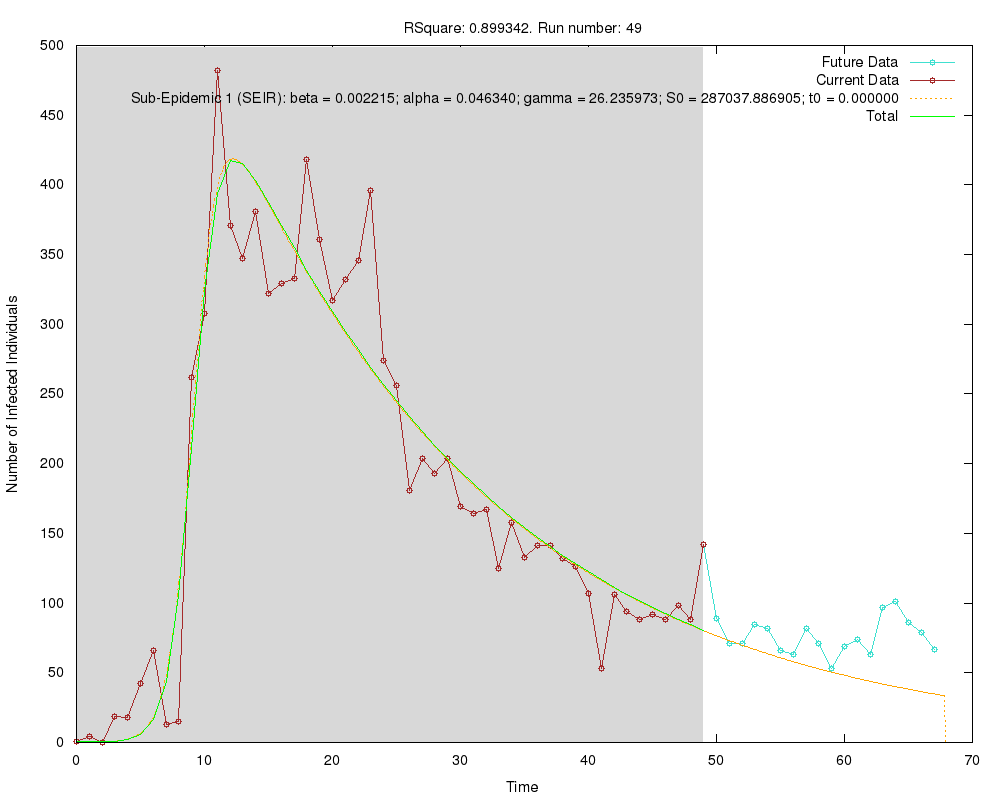 RSquare: 0.899342. Run number: 49
500
450
400
350
300
250
200
150
100
50
0
Number of Infected Individuals
Future Data
Current Data
Sub-Epidemic 1 (SEIR): beta = 0.002215; alpha = 0.046340; gamma = 26.235973; S0 = 287037.886905; t0 = 0.000000
Total
0 10 20 30 40 50 60 70
Time